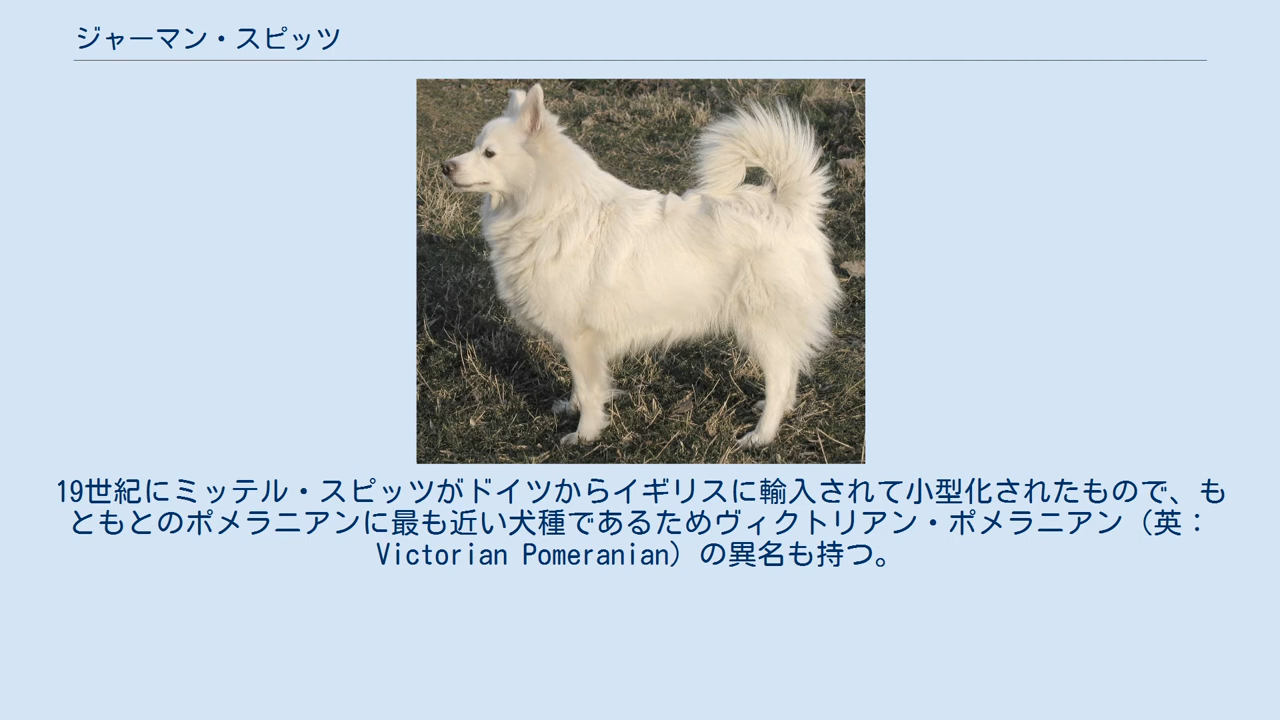 ジャーマン・スピッツ
19世紀にミッテル・スピッツがドイツからイギリスに輸入されて小型化されたもので、も
ともとのポメラニアンに最も近い犬種であるためヴィクトリアン・ポメラニアン（英：
Victorian Pomeranian）の異名も持つ。